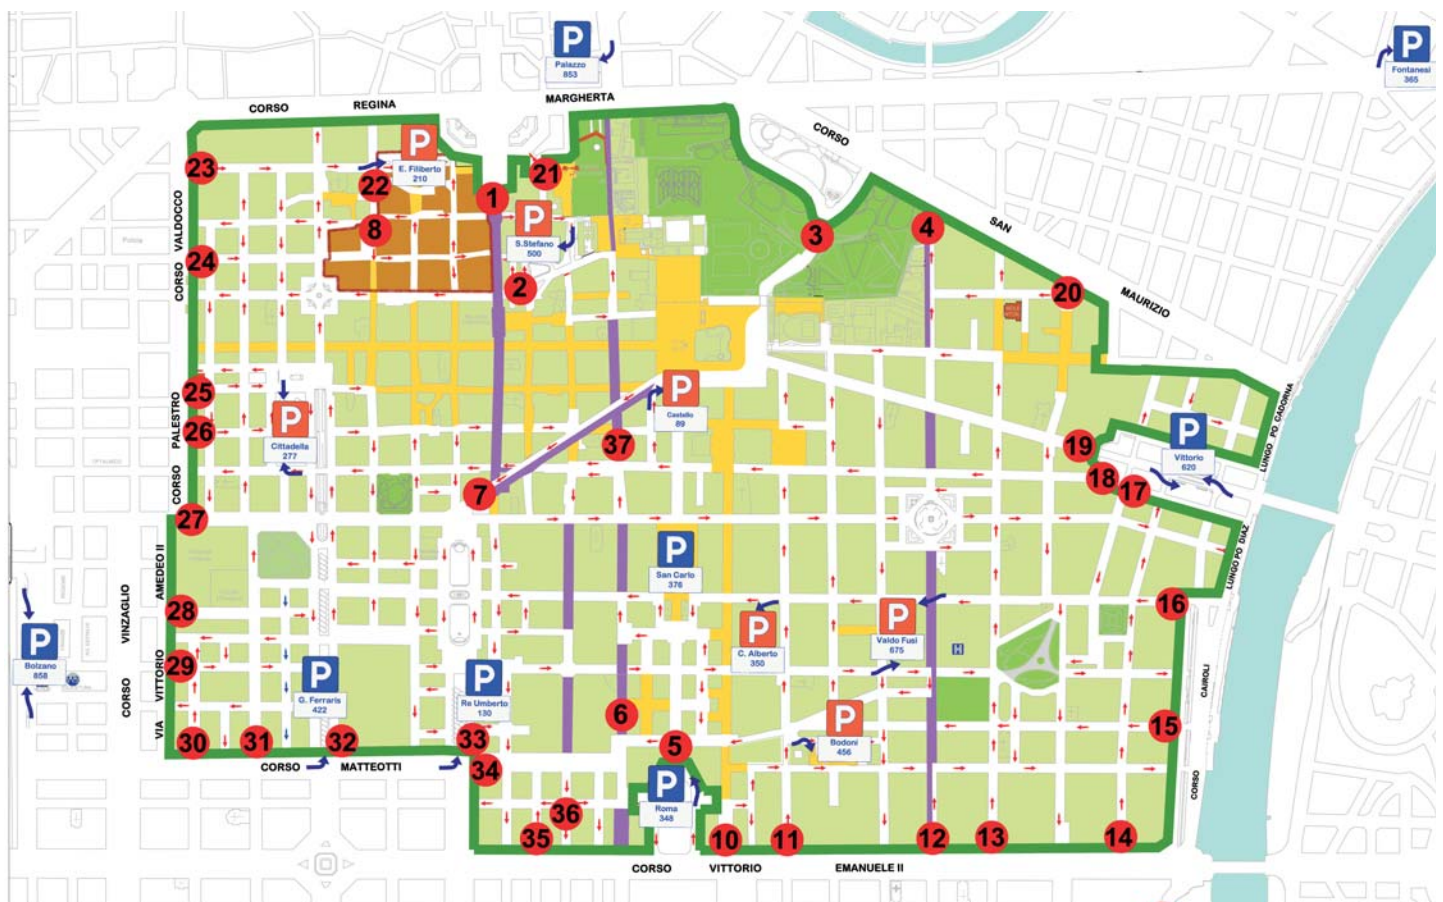 P
Palazzo
853
P
Fontanesi
365
CORSO
REGINA
MARGHERTA
CORSO
SAN
MAURIZIO
P
E. Filiberto
210
23
22
21
1
P
S.Stefano
500
8
3
4
VALDOCCO
CORSO
24
2
20
25
PALESTRO
26
P
Cittadella
277
P
Castello
89
37
7
19
18
17
P
Vittorio
620
LUNGO PO CADORNA
CORSO
27
LUNGO PO DIAZ
AMEDEO II
VITTORIO
VIA
VINZAGLIO
CORSO
28
P
San Carlo
376
P
C. Alberto
350
P
Valdo Fusi
675
H
16
P
Bolzano
858
29
P
G. Ferraris
422
P
Re Umberto
130
6
P
Bodoni
456
CAIROLI
CORSO
15
30
31
32
33
5
CORSO
MATTEOTTI
34
P
Roma
348
36
35
10
11
12
13
14
CORSO
VITTORIO
EMANUELE II